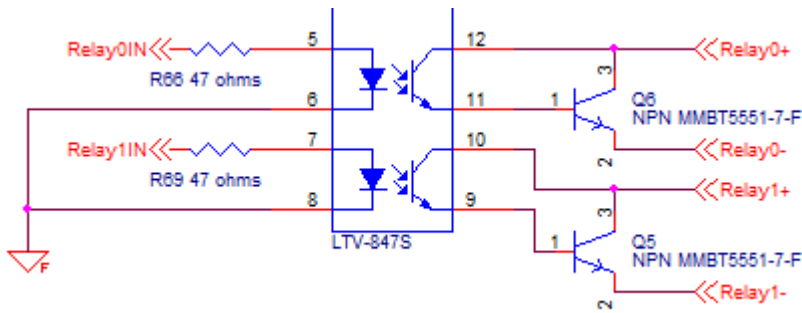 Relay0IN
R66 47 ohms
5
6
7
8
Relay1IN
R69 47 ohms
F
LTV-847S
12
11
10
9
1
3
2
Q6
NPN MMBT5551-7-F
Relay0+
Relay0-
Relay1+
1
3
2
Q5
NPN MMBT5551-7-F
Relay1-